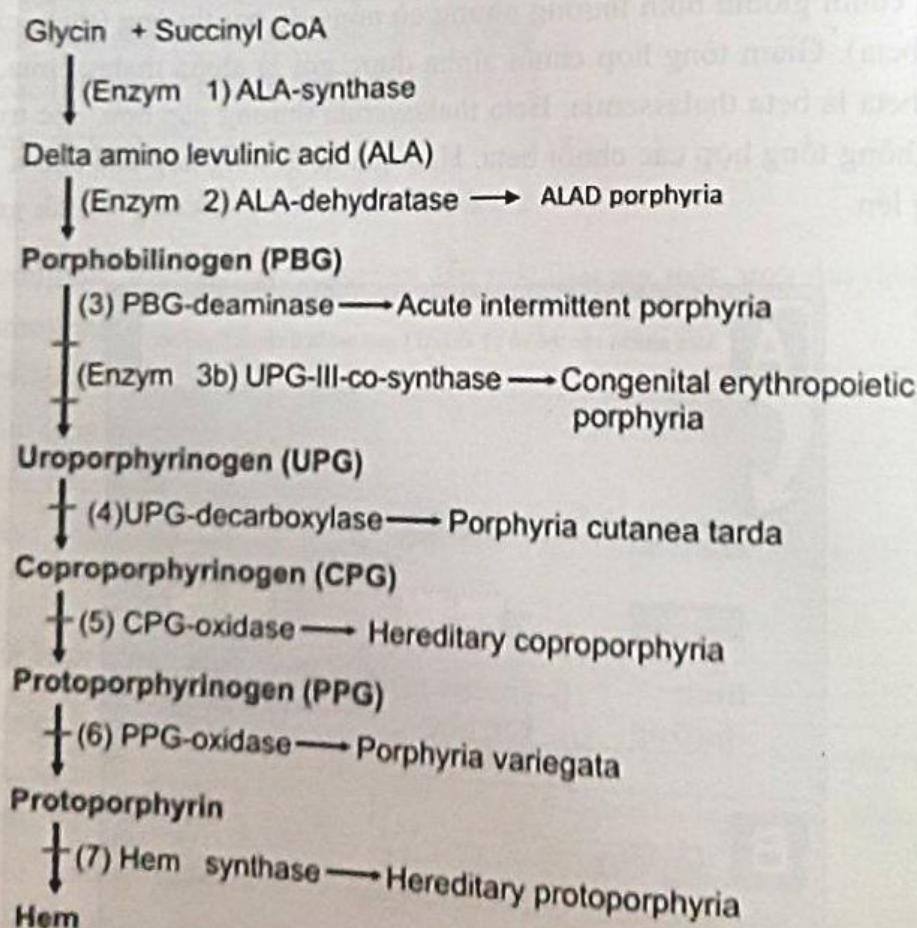 Glycin + Succinyl CoA
(Enzym 1) ALA-synthase
Delta amino levulinic acid (ALA)
(Enzym 2) ALA-dehydratase → ALAD porphyria
Porphobilinogen (PBG)
(3) PBG-deaminase → Acute intermittent porphyria
(Enzym 3b) UPG-III-co-synthase → Congenital erythropoietic
porphyria
Uroporphyrinogen (UPG)
(4)UPG-decarboxylase → Porphyria cutanea tarda
Coproporphyrinogen (CPG)
(5) CPG-oxidase → Hereditary coproporphyria
Protoporphyrinogen (PPG)
(6) PPG-oxidase → Porphyria variegata
Protoporphyrin
(7) Hem synthase → Hereditary protoporphyria
Hem